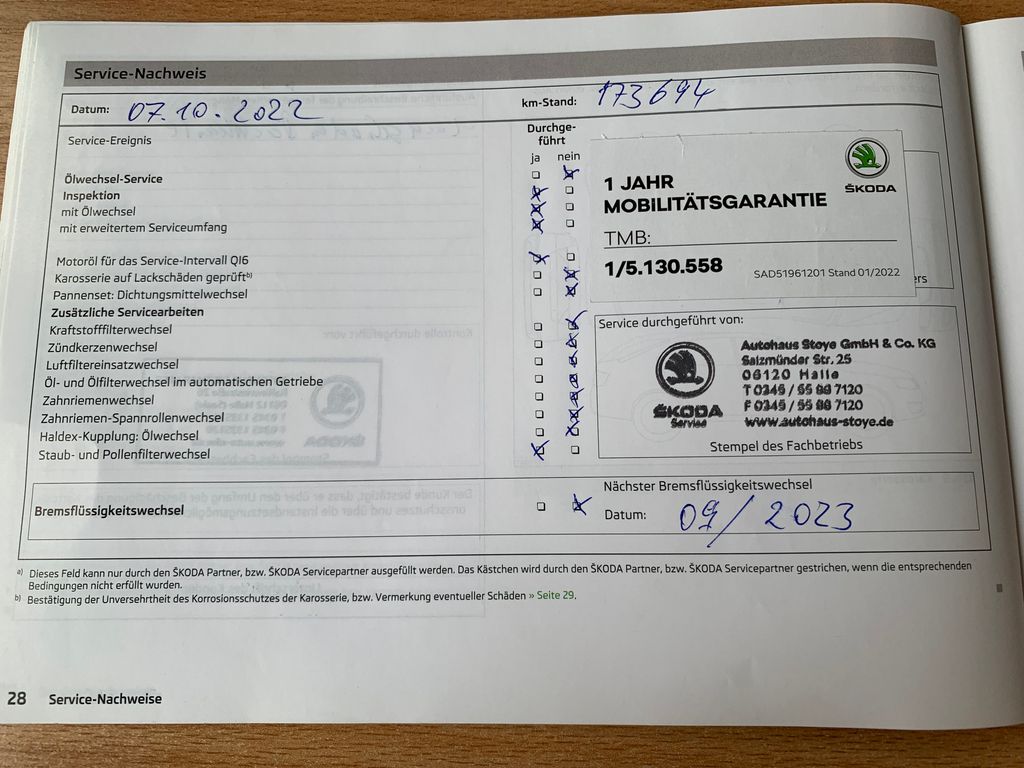 Service-Nachweis
Datum: 07.10.2022
km-Stand: 173694
Service-Ereignis
Durchge-
führt
ja nein
Ölwechsel-Service
Inspektion
mit Ölwechsel
mit erweitertem Serviceumfang
Motoröl für das Service-Intervall QI6
Karosserie auf Lackschäden geprüft b)
Pannenset: Dichtungsmittelwechsel
Zusätzliche Servicearbeiten
Kraftstofffilterwechsel
Zündkerzenwechsel
Luftfiltereinsatzwechsel
Öl- und Ölfilterwechsel im automatischen Getriebe
Zahnriemenwechsel
Zahnriemen-Spannrollenwechsel
Haldex-Kupplung: Ölwechsel
Staub- und Pollenfilterwechsel
ŠKODA
1 JAHR
MOBILITÄTSGARANTIE
TMB:
1/5.130.558 SAD51961201 Stand 01/2022
ers
Service durchgeführt von:
ŠKODA
Service
Autohaus Stoye GmbH & Co. KG
Salzmünder Str. 25
06120 Halle
T 0345 / 55 88 7120
F 0345 / 55 88 7120
www.autohaus-stoye.de
Stempel des Fachbetriebs
Bremsflüssigkeitswechsel
Nächster Bremsflüssigkeitswechsel
Datum: 09/2023
a) Dieses Feld kann nur durch den ŠKODA Partner, bzw. ŠKODA Servicepartner ausgefüllt werden. Das Kästchen wird durch den ŠKODA Partner, bzw. ŠKODA Servicepartner gestrichen, wenn die entsprechenden
Bedingungen nicht erfüllt wurden.
b) Bestätigung der Unversehrtheit des Korrosionsschutzes der Karosserie, bzw. Vermerkung eventueller Schäden » Seite 29.
28 Service-Nachweise